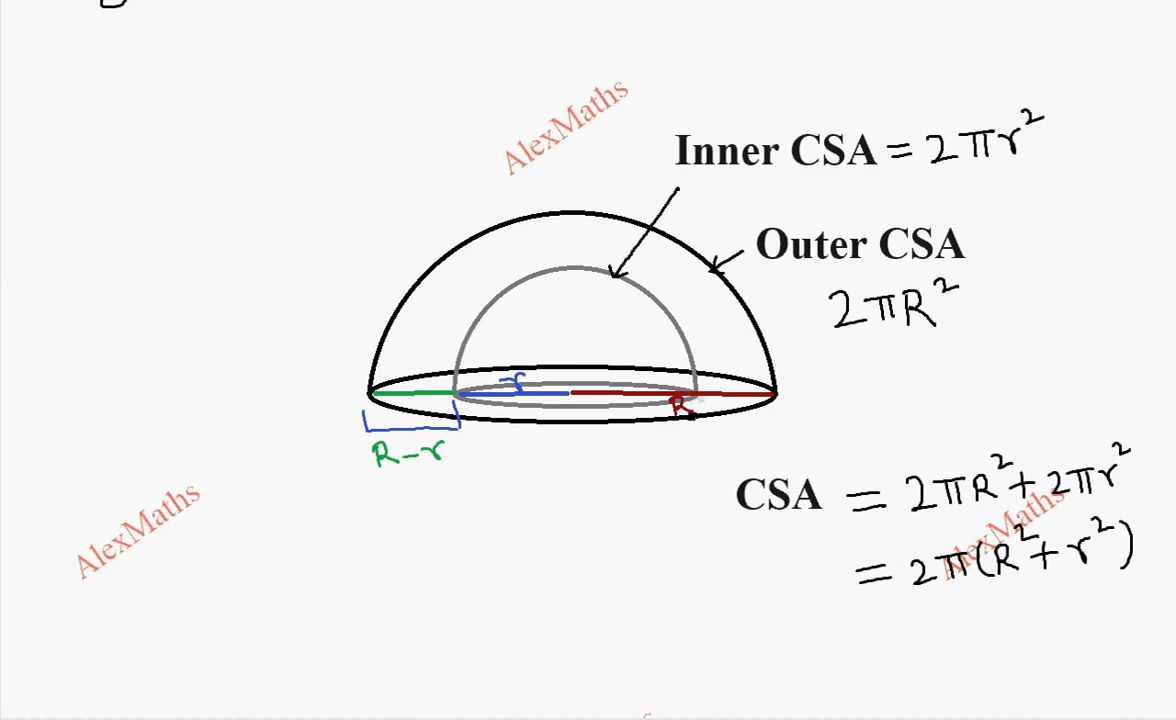 AlexMaths
Inner CSA = 2πr²
Outer CSA
2πR²
r
R
R-r
CSA = 2πR² + 2πr²
= 2π(R² + r²)
AlexMaths
AlexMaths